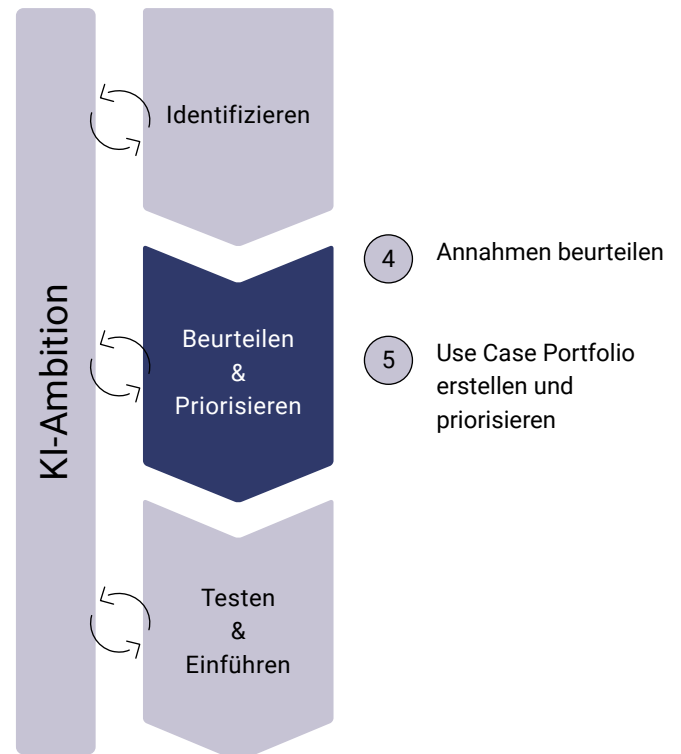 KI-Ambition
Identifizieren
Beurteilen
&
Priorisieren
4
Annahmen beurteilen
5
Use Case Portfolio
erstellen und
priorisieren
Testen
&
Einführen